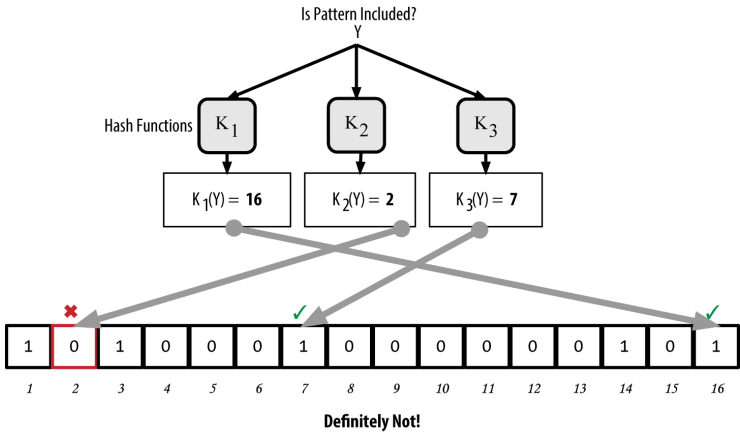 Is Pattern Included?
Y
Hash Functions K1 K2 K3
K1(Y) = 16 K2(Y) = 2 K3(Y) = 7
✖ ✓ ✓
1 0 1 0 0 0 1 0 0 0 0 0 0 1 0 1
1 2 3 4 5 6 7 8 9 10 11 12 13 14 15 16
Definitely Not!